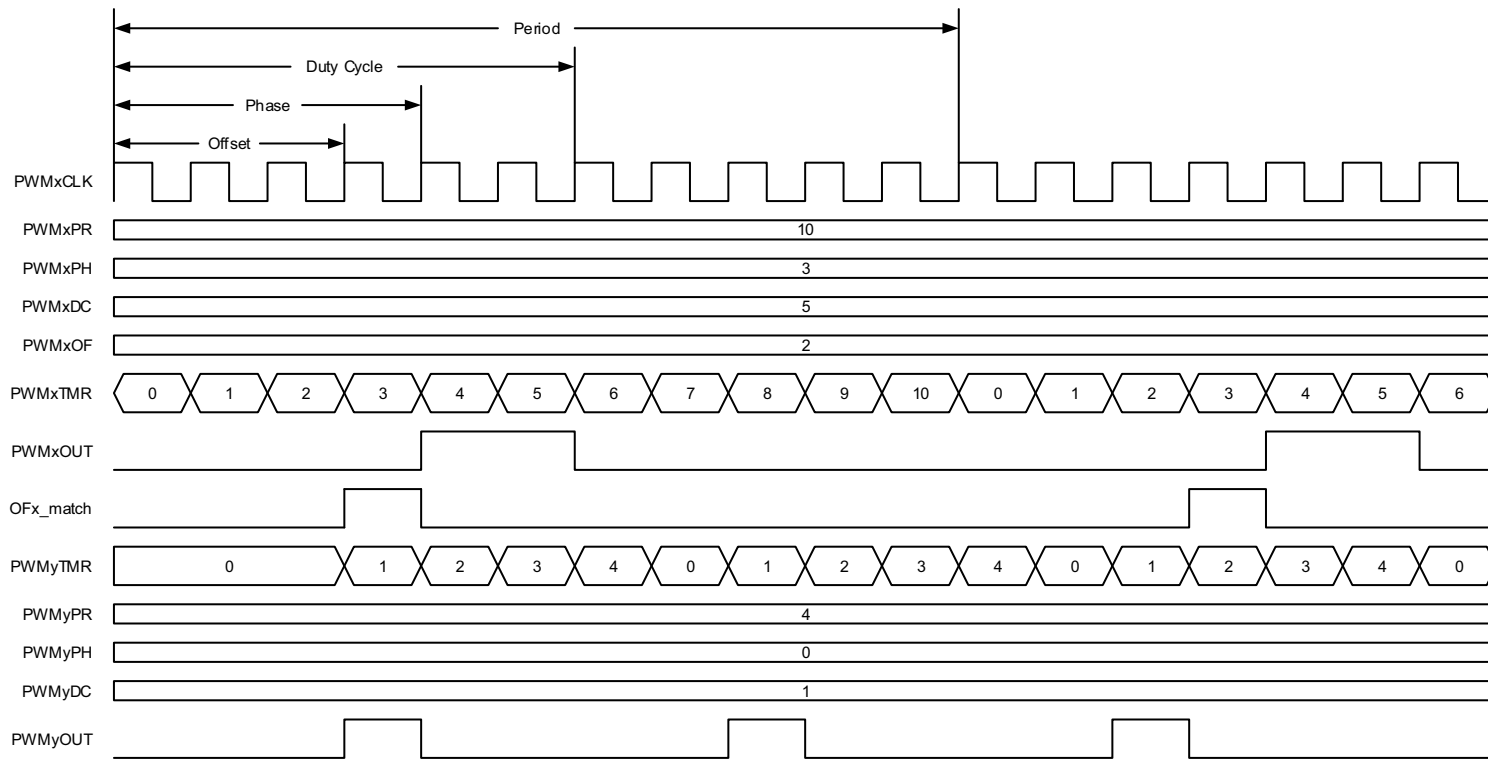 Period
Duty Cycle
Phase
Offset
PWMxCLK
PWMxPR 10
PWMxPH 3
PWMxDC 5
PWMxOF 2
PWMxTMR 0 1 2 3 4 5 6 7 8 9 10 0 1 2 3 4 5 6
PWMxOUT
OFx_match
PWMyTMR 0 1 2 3 4 0 1 2 3 4 0 1 2 3 4 0
PWMyPR 4
PWMyPH 0
PWMyDC 1
PWMyOUT